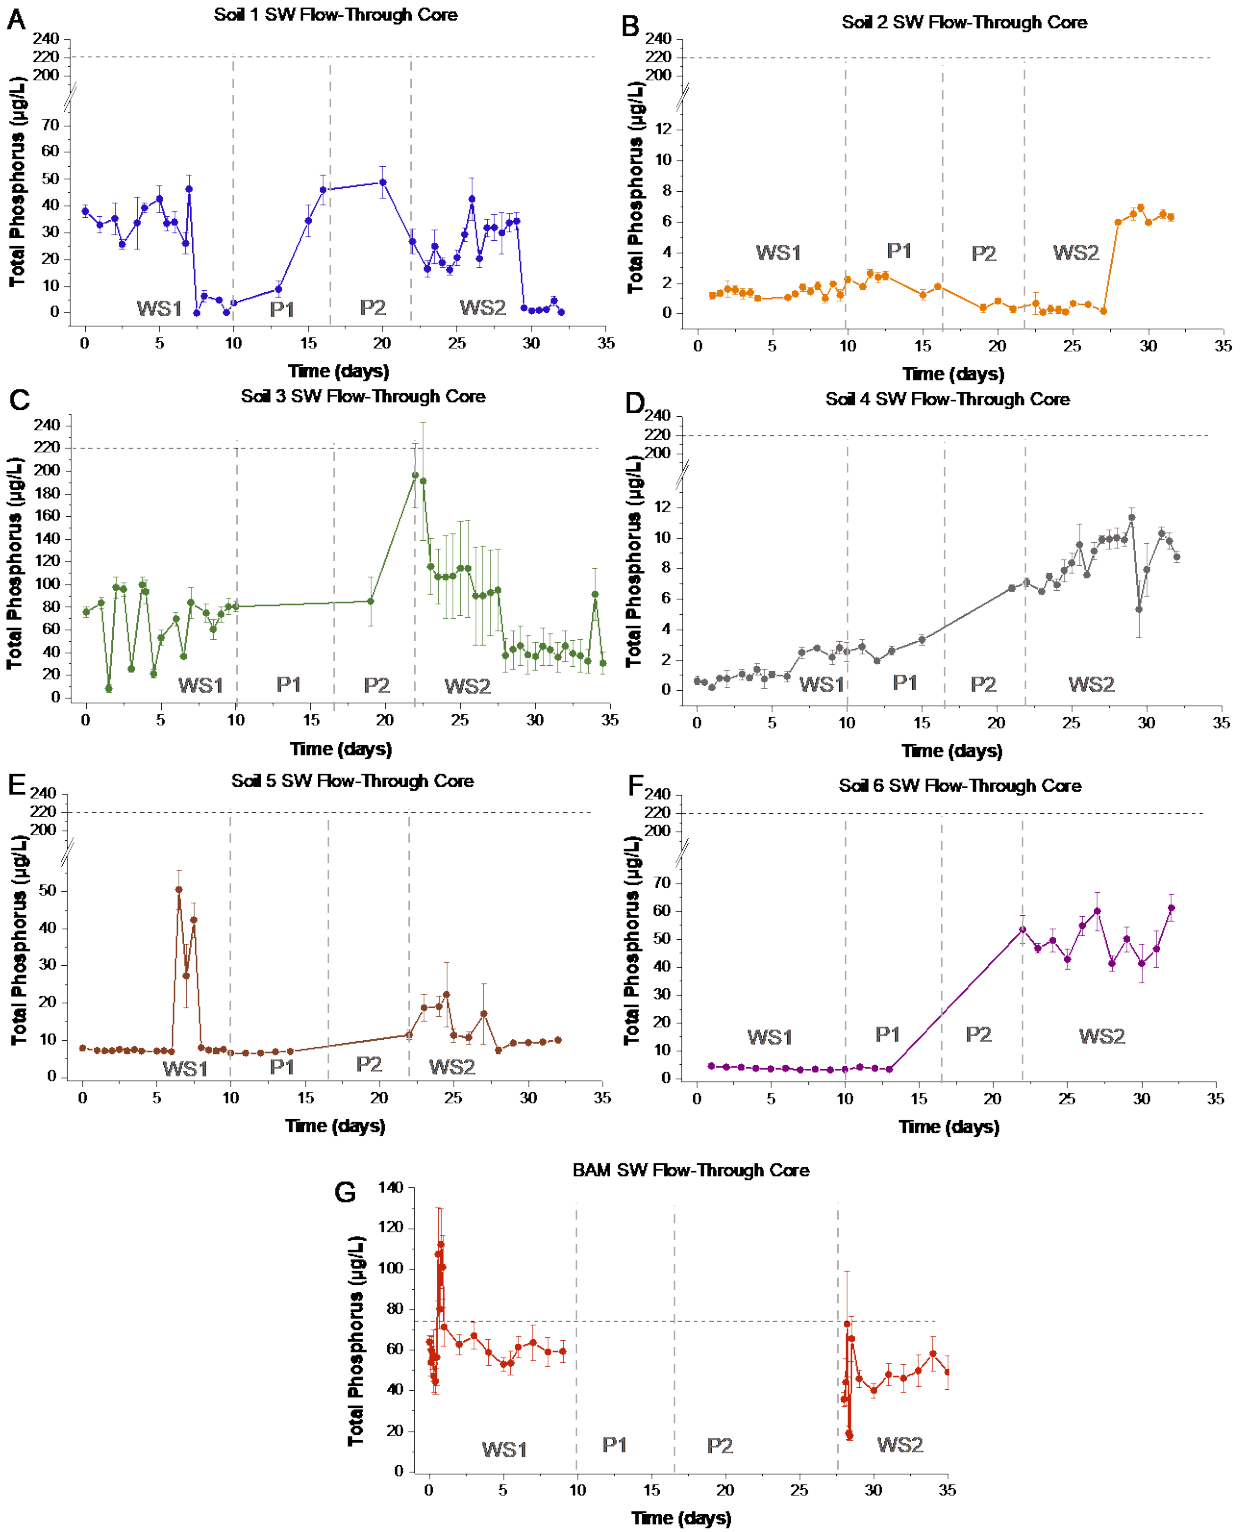 A
Soil 1 SW Flow-Through Core
Total Phosphorus (µg/L)
240
220
200
70
60
50
40
30
20
10
0
WS1
P1
P2
WS2
0 5 10 15 20 25 30 35
Time (days)
B
Soil 2 SW Flow-Through Core
Total Phosphorus (µg/L)
240
220
200
12
10
8
6
4
2
0
WS1
P1
P2
WS2
0 5 10 15 20 25 30 35
Time (days)
C
Soil 3 SW Flow-Through Core
Total Phosphorus (µg/L)
240
220
200
180
160
140
120
100
80
60
40
20
0
WS1
P1
P2
WS2
0 5 10 15 20 25 30 35
Time (days)
D
Soil 4 SW Flow-Through Core
Total Phosphorus (µg/L)
240
220
200
12
10
8
6
4
2
0
WS1
P1
P2
WS2
0 5 10 15 20 25 30 35
Time (days)
E
Soil 5 SW Flow-Through Core
Total Phosphorus (µg/L)
240
220
200
50
40
30
20
10
0
WS1
P1
P2
WS2
0 5 10 15 20 25 30 35
Time (days)
F
Soil 6 SW Flow-Through Core
Total Phosphorus (µg/L)
240
220
200
70
60
50
40
30
20
10
0
WS1
P1
P2
WS2
0 5 10 15 20 25 30 35
Time (days)
G
BAM SW Flow-Through Core
Total Phosphorus (µg/L)
140
120
100
80
60
40
20
0
WS1
P1
P2
WS2
0 5 10 15 20 25 30 35
Time (days)